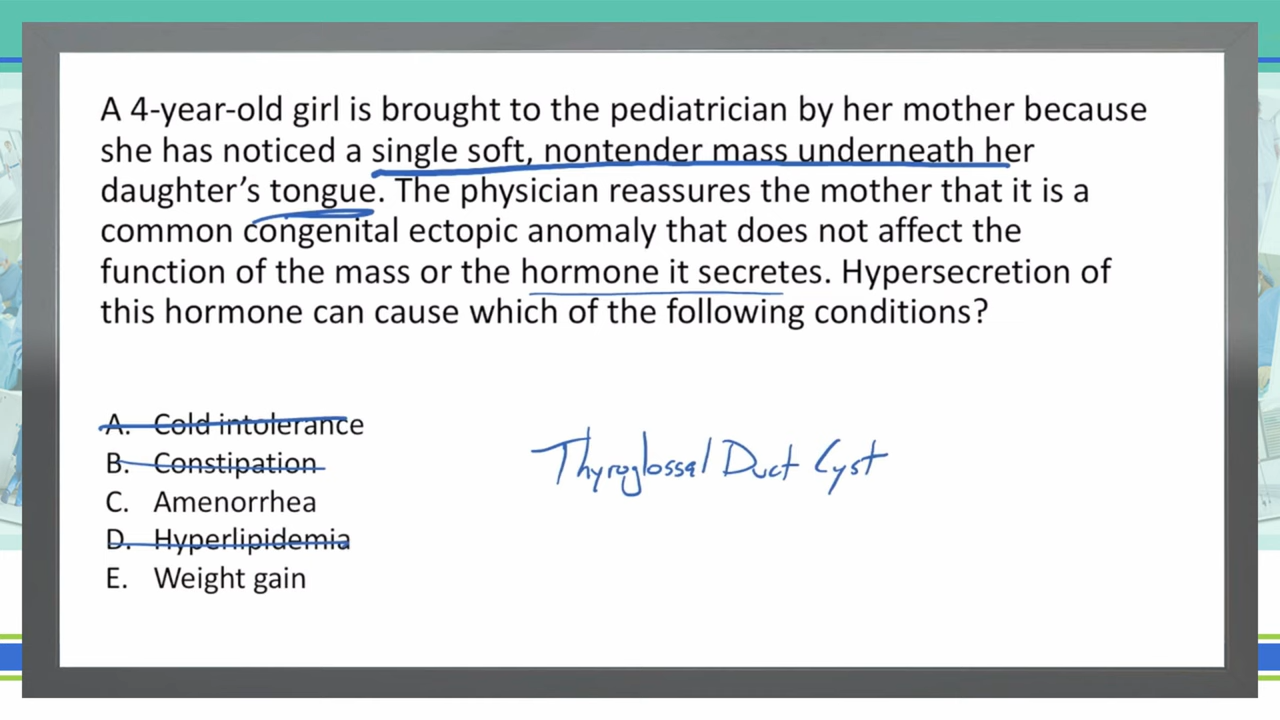 A 4-year-old girl is brought to the pediatrician by her mother because
she has noticed a single soft, nontender mass underneath her
daughter’s tongue. The physician reassures the mother that it is a
common congenital ectopic anomaly that does not affect the
function of the mass or the hormone it secretes. Hypersecretion of
this hormone can cause which of the following conditions?
A. Cold intolerance
B. Constipation
C. Amenorrhea
D. Hyperlipidemia
E. Weight gain
Thyroglossal Duct Cyst